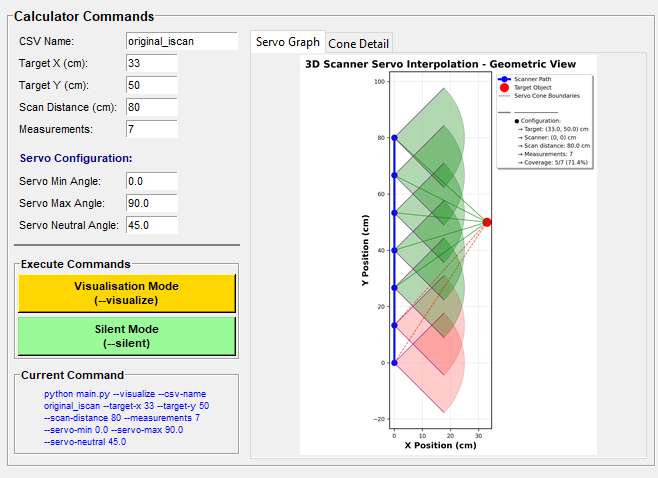 Calculator Commands
CSV Name: original_iscan
Target X (cm): 33
Target Y (cm): 50
Scan Distance (cm): 80
Measurements: 7
Servo Configuration:
Servo Min Angle: 0.0
Servo Max Angle: 90.0
Servo Neutral Angle: 45.0
Execute Commands
Visualisation Mode
(--visualize)
Silent Mode
(--silent)
Current Command
python main.py --visualize --csv-name
original_iscan --target-x 33 --target-y 50
--scan-distance 80 --measurements 7
--servo-min 0.0 --servo-max 90.0
--servo-neutral 45.0
Servo Graph Cone Detail
3D Scanner Servo Interpolation - Geometric View
100
80
60
40
20
0
−20
Y Position (cm)
0 10 20 30
X Position (cm)
Scanner Path
Target Object
Servo Cone Boundaries
● Configuration:
→ Target: (33.0, 50.0) cm
→ Scanner: (0, 0) cm
→ Scan distance: 80.0 cm
→ Measurements: 7
→ Coverage: 5/7 (71.4%)